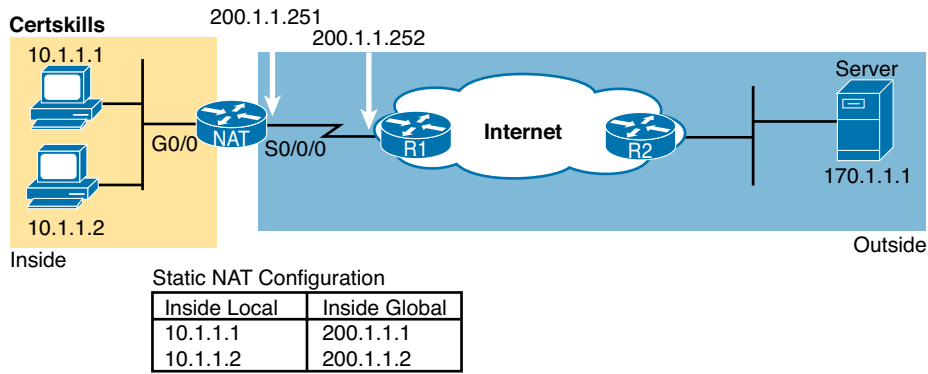 200.1.1.251
Certskills
200.1.1.252
10.1.1.1
Server
G0/0
NAT
S0/0/0
R1
Internet
R2
170.1.1.1
10.1.1.2
Inside
Outside
Static NAT Configuration
Inside Local Inside Global
10.1.1.1 200.1.1.1
10.1.1.2 200.1.1.2